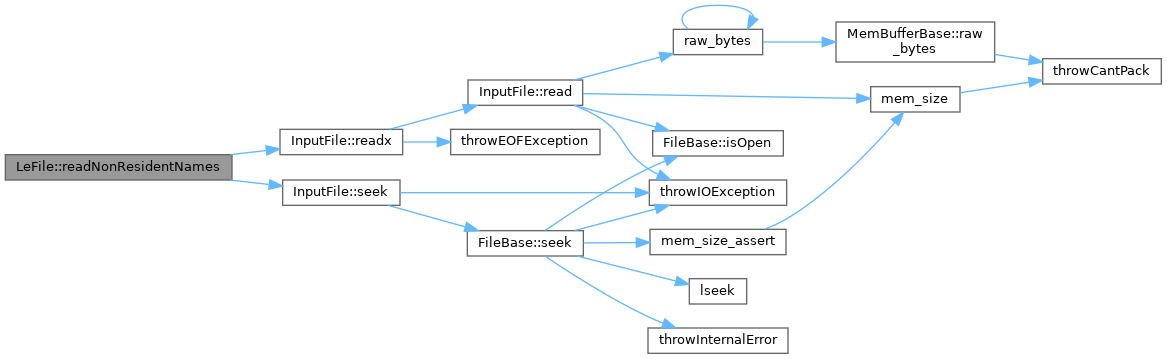 LeFile::readNonResidentNames
InputFile::readx
InputFile::seek
InputFile::read
throwEOFException
FileBase::seek
raw_bytes
FileBase::isOpen
throwIOException
mem_size_assert
lseek
throwInternalError
MemBufferBase::raw
_bytes
mem_size
throwCantPack